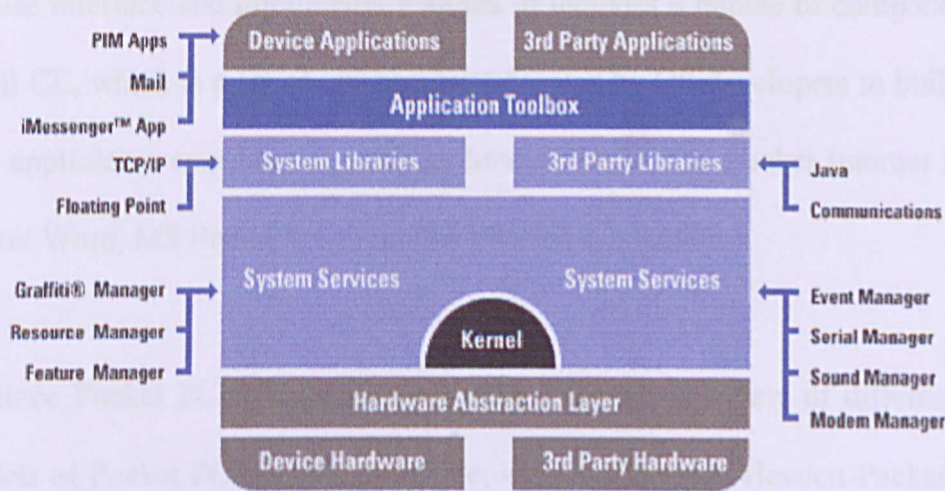 PIM Apps
Mail
iMessenger™ App
TCP/IP
Floating Point
Graffiti® Manager
Resource Manager
Feature Manager
Device Applications
3rd Party Applications
Application Toolbox
System Libraries
3rd Party Libraries
System Services
System Services
Kernel
Hardware Abstraction Layer
Device Hardware
3rd Party Hardware
Java
Communications
Event Manager
Serial Manager
Sound Manager
Modem Manager